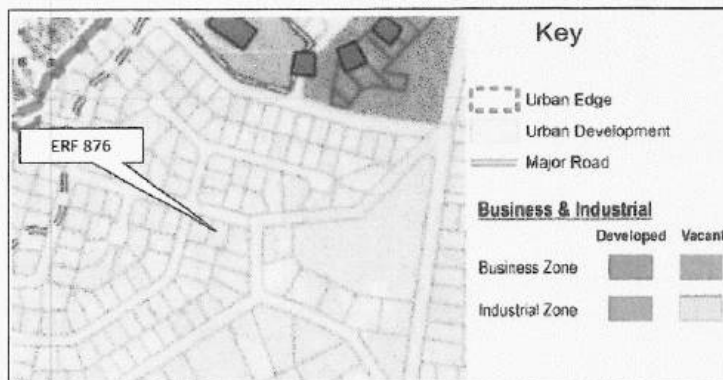 Key
ERF 876
Urban Edge
Urban Development
Major Road
Business & Industrial
Developed Vacant
Business Zone
Industrial Zone